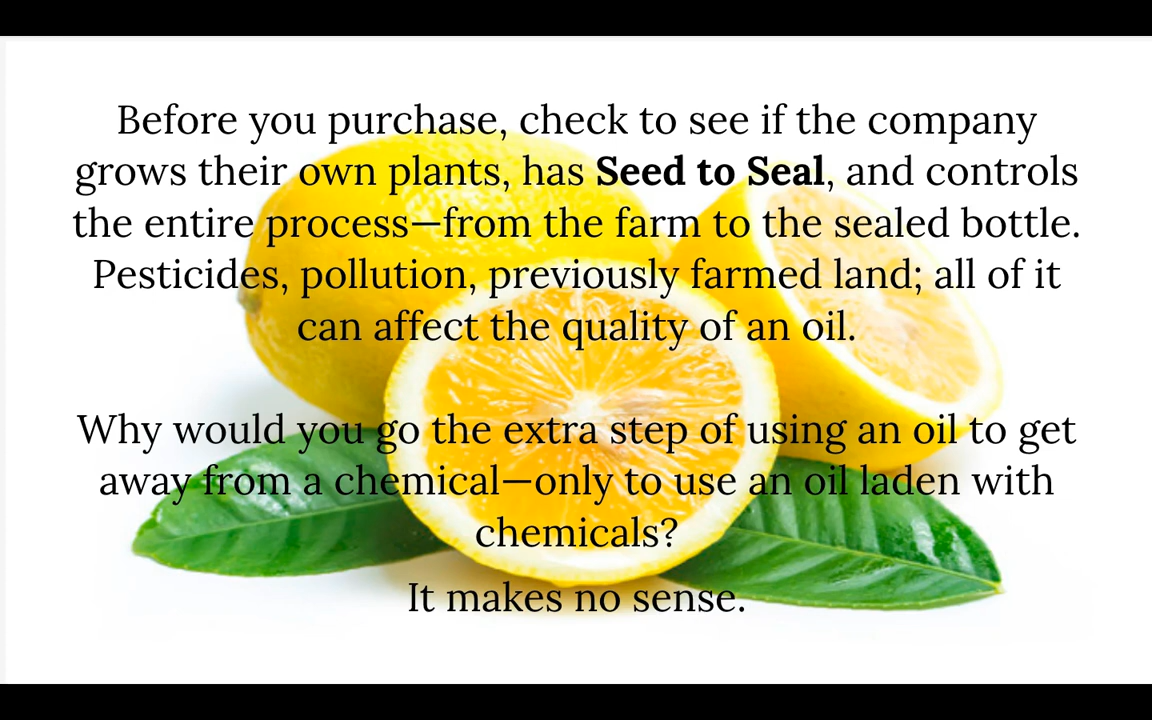 Before you purchase, check to see if the company
grows their own plants, has Seed to Seal, and controls
the entire process—from the farm to the sealed bottle.
Pesticides, pollution, previously farmed land; all of it
can affect the quality of an oil.
Why would you go the extra step of using an oil to get
away from a chemical—only to use an oil laden with
chemicals?
It makes no sense.